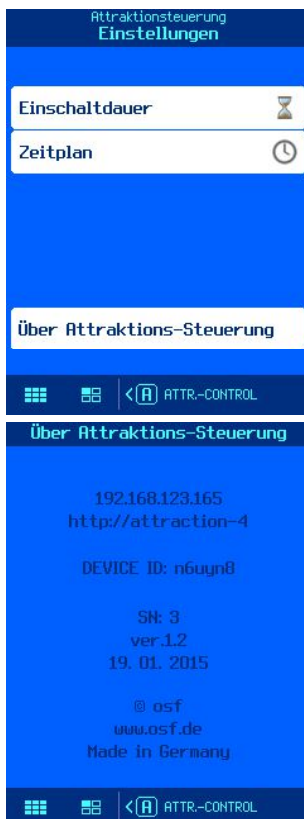 Attraktionsteuerung
Einstellungen
Einschaltdauer
Zeitplan
Über Attraktions-Steuerung
<A ATTR.-CONTROL
Über Attraktions-Steuerung
192.168.123.165
http://attraction-4
DEVICE ID: n6uyn8
SN: 3
ver.1.2
19. 01. 2015
© osf
www.osf.de
Made in Germany
<A ATTR.-CONTROL